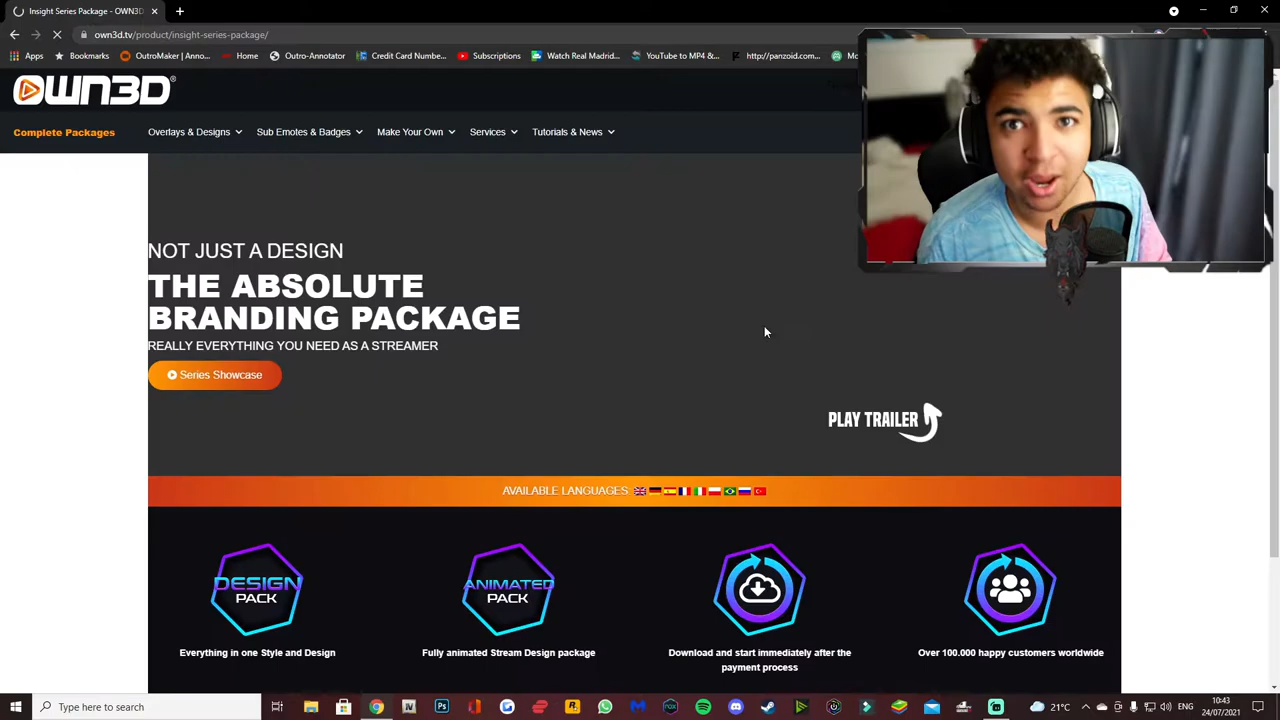 Insight Series Package - OWN3D
own3d.tv/product/insight-series-package/
Apps
Bookmarks
OutroMaker | Anno...
Home
Outro-Annotator
Credit Card Numbe...
Subscriptions
Watch Real Madrid...
YouTube to MP4 &...
http://panzoid.com...
OWN3D®
Complete Packages
Overlays & Designs
Sub Emotes & Badges
Make Your Own
Services
Tutorials & News
NOT JUST A DESIGN
THE ABSOLUTE
BRANDING PACKAGE
REALLY EVERYTHING YOU NEED AS A STREAMER
Series Showcase
PLAY TRAILER
AVAILABLE LANGUAGES
DESIGN
PACK
ANIMATED
PACK
Everything in one Style and Design
Fully animated Stream Design package
Download and start immediately after the
payment process
Over 100.000 happy customers worldwide
Type here to search
21°C
10:43
24/07/2021